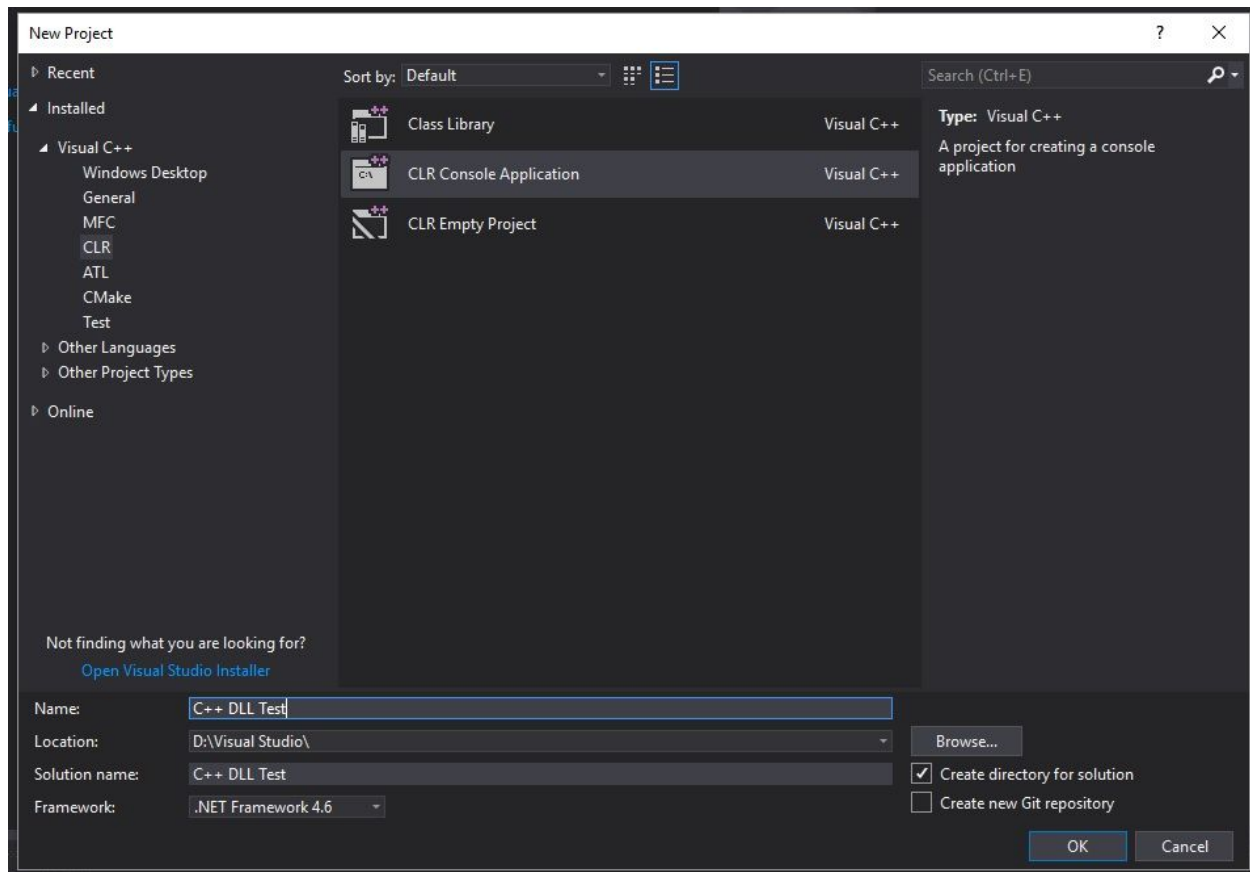 New Project
?
Recent
Installed
Visual C++
Windows Desktop
General
MFC
CLR
ATL
CMake
Test
Other Languages
Other Project Types
Online
Not finding what you are looking for?
Open Visual Studio Installer
Sort by: Default
Class Library Visual C++
CLR Console Application Visual C++
CLR Empty Project Visual C++
Search (Ctrl+E)
Type: Visual C++
A project for creating a console
application
Name: C++ DLL Test
Location: D:\Visual Studio\
Browse...
Solution name: C++ DLL Test
Create directory for solution
Framework: .NET Framework 4.6
Create new Git repository
OK Cancel